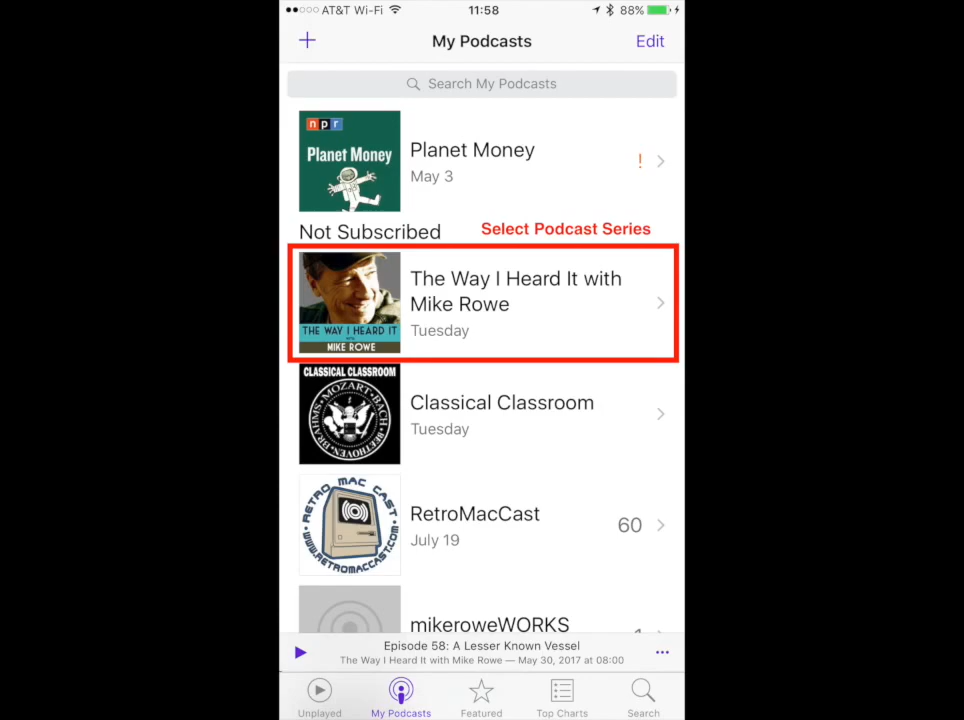 AT&T Wi-Fi 11:58 88%
My Podcasts Edit
Search My Podcasts
npr
Planet Money
Planet Money
May 3
!
Not Subscribed
Select Podcast Series
THE WAY I HEARD IT
WITH
MIKE ROWE
The Way I Heard It with
Mike Rowe
Tuesday
CLASSICAL CLASSROOM
BRAHMS • MOZART • BACH • BEETHOVEN
Classical Classroom
Tuesday
RETRO MAC CAST
WWW.RETROMACCAST.COM
RetroMacCast
July 19
60
mikeroweWORKS
Episode 58: A Lesser Known Vessel
The Way I Heard It with Mike Rowe — May 30, 2017 at 08:00
Unplayed My Podcasts Featured Top Charts Search